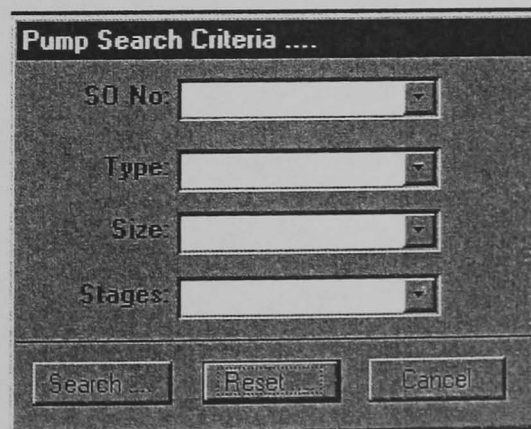 Pump Search Criteria ....
SO No:
Type:
Size:
Stages:
Search ...
Reset ...
Cancel